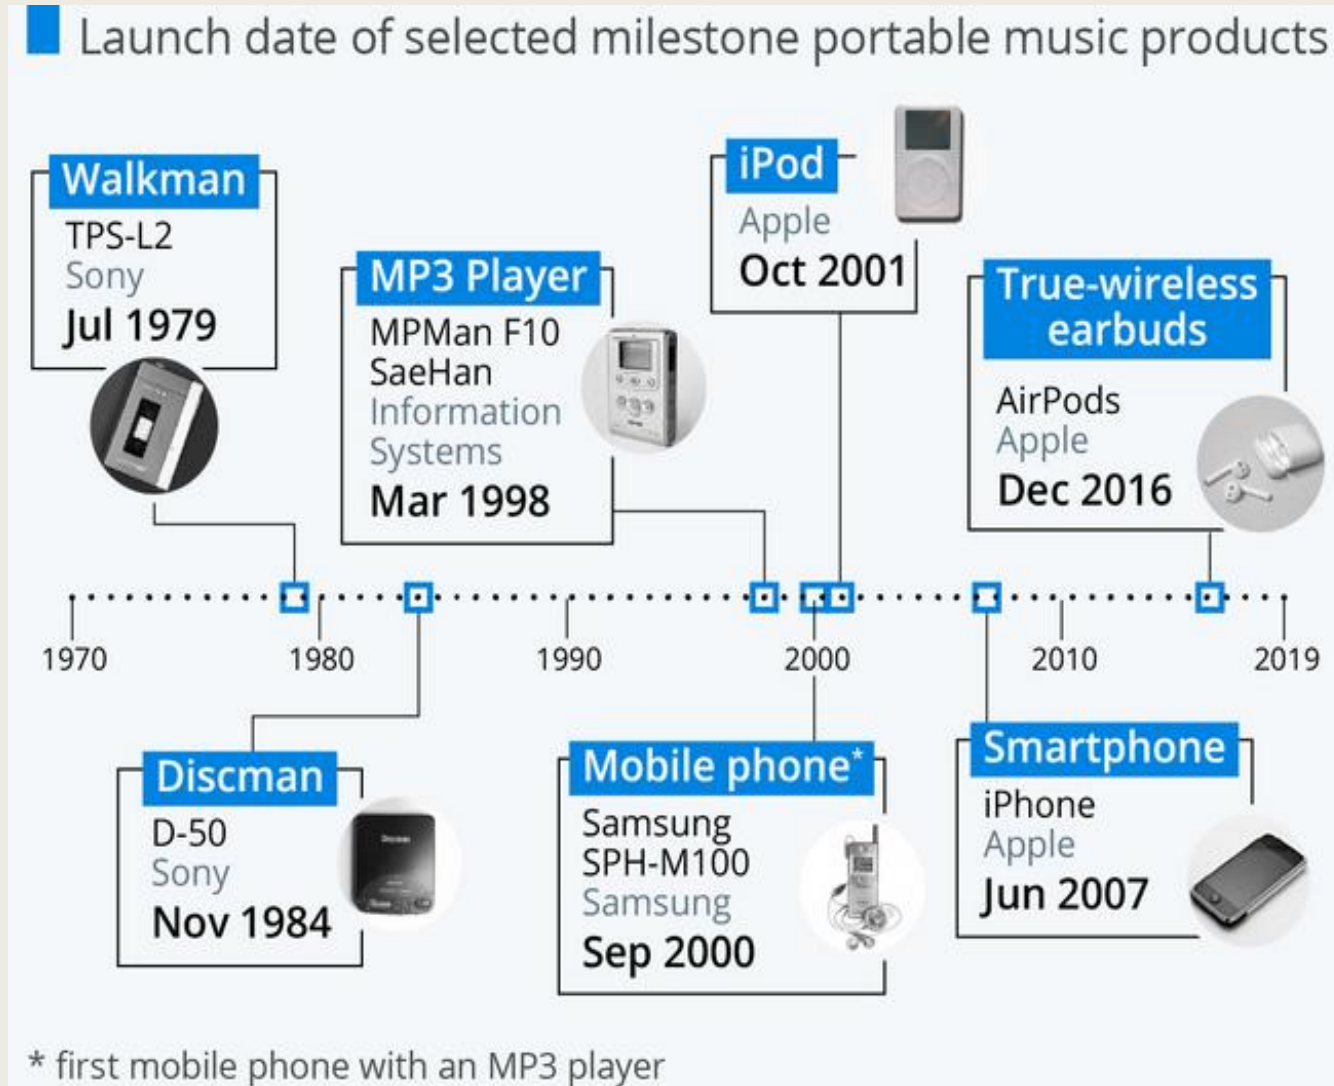 Launch date of selected milestone portable music products
Walkman
TPS-L2
Sony
Jul 1979
MP3 Player
MPMan F10
SaeHan
Information
Systems
Mar 1998
iPod
Apple
Oct 2001
True-wireless
earbuds
AirPods
Apple
Dec 2016
1970
1980
1990
2000
2010
2019
Discman
D-50
Sony
Nov 1984
Mobile phone*
Samsung
SPH-M100
Samsung
Sep 2000
Smartphone
iPhone
Apple
Jun 2007
* first mobile phone with an MP3 player